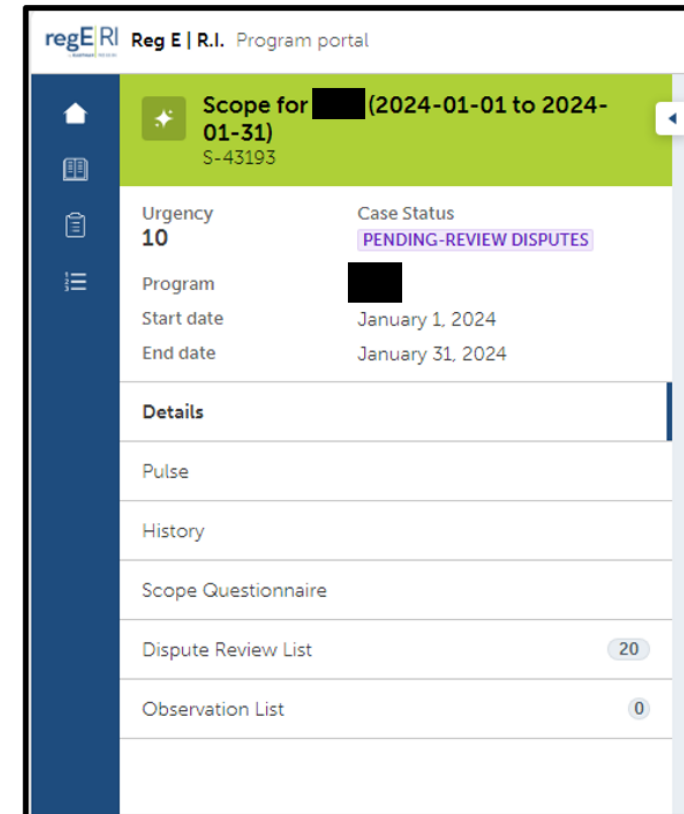 regE RI Reg E | R.I. Program portal
Scope for (2024-01-01 to 2024-
01-31)
S-43193
Urgency Case Status
10 PENDING-REVIEW DISPUTES
Program
Start date January 1, 2024
End date January 31, 2024
Details
Pulse
History
Scope Questionnaire
Dispute Review List 20
Observation List 0